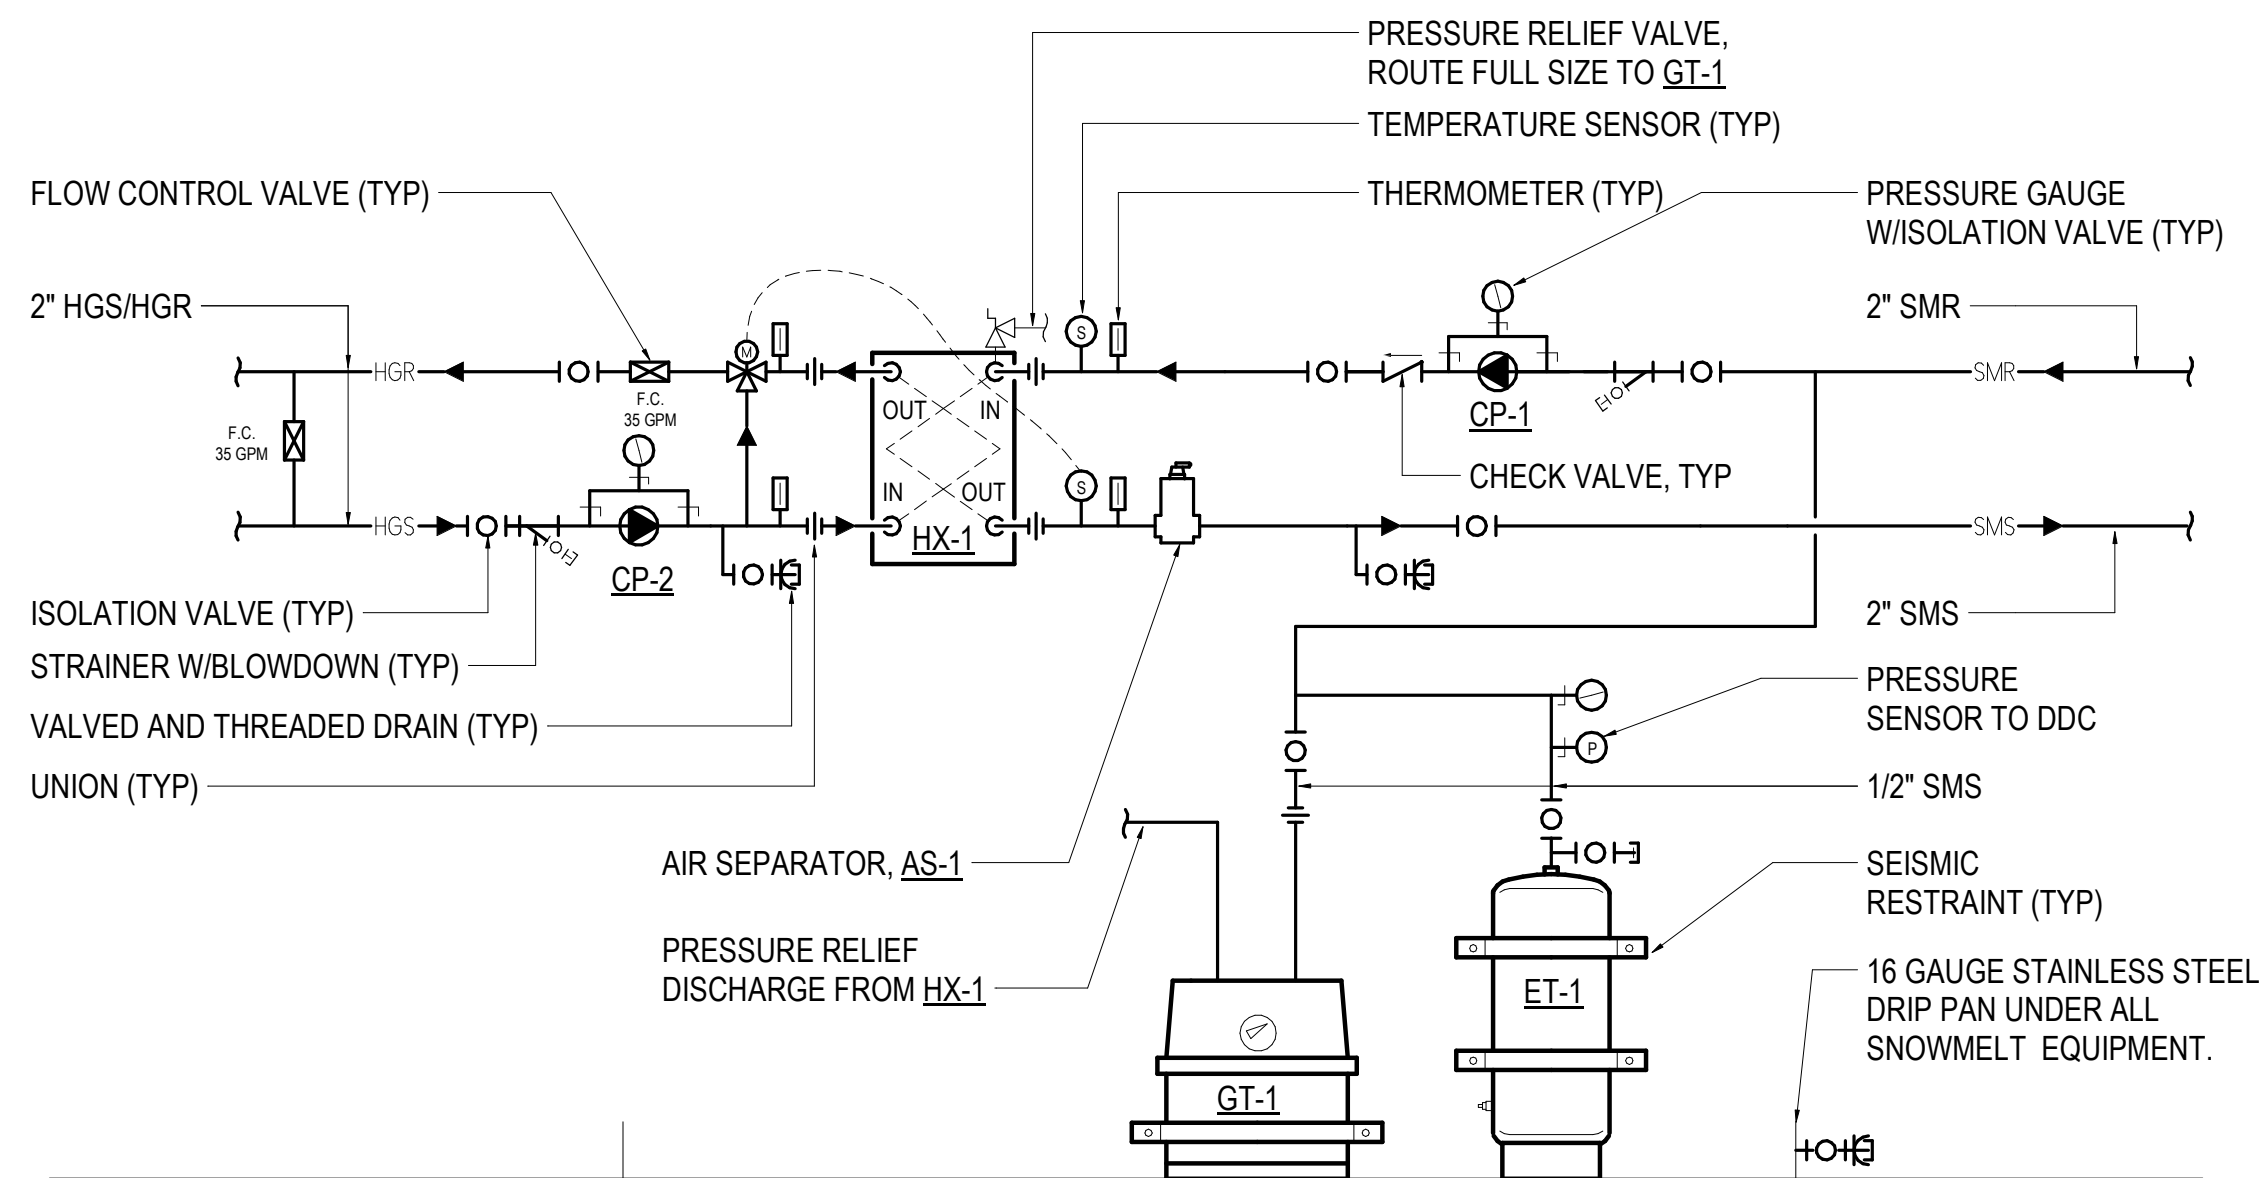 PRESSURE RELIEF VALVE,
ROUTE FULL SIZE TO GT-1
TEMPERATURE SENSOR (TYP)
FLOW CONTROL VALVE (TYP)
THERMOMETER (TYP)
PRESSURE GAUGE
W/ISOLATION VALVE (TYP)
2" HGS/HGR
2" SMR
S
M
HGR
F.C.
35 GPM
OUT
IN
CP-1
SMR
F.C.
35 GPM
CHECK VALVE, TYP
S
IN
OUT
HGS
HX-1
SMS
CP-2
ISOLATION VALVE (TYP)
2" SMS
STRAINER W/BLOWDOWN (TYP)
PRESSURE
SENSOR TO DDC
VALVED AND THREADED DRAIN (TYP)
P
UNION (TYP)
1/2" SMS
AIR SEPARATOR, AS-1
SEISMIC
RESTRAINT (TYP)
PRESSURE RELIEF
DISCHARGE FROM HX-1
ET-1
16 GAUGE STAINLESS STEEL
DRIP PAN UNDER ALL
SNOWMELT  EQUIPMENT.
GT-1